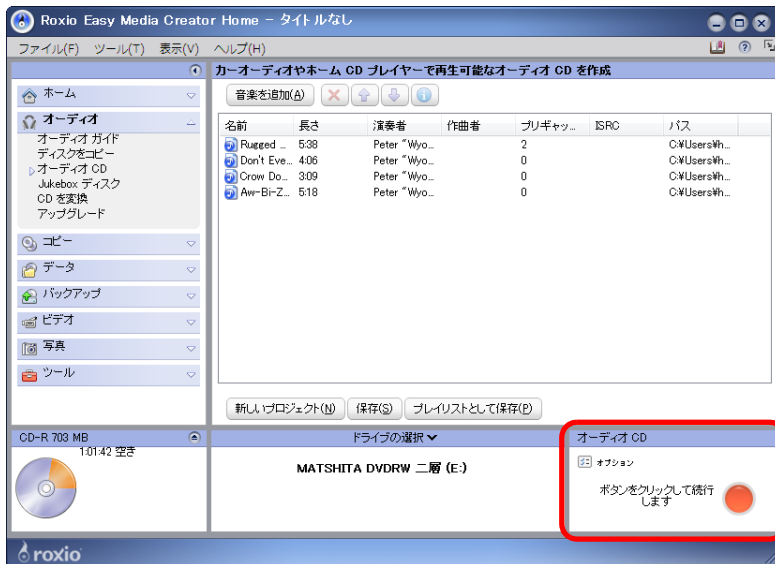 Roxio Easy Media Creator Home - タイトルなし
ファイル(F) ツール(T) 表示(V) ヘルプ(H)
カーオーディオやホーム CD プレイヤーで再生可能なオーディオ CD を作成
ホーム
オーディオ
オーディオ ガイド
ディスクをコピー
オーディオ CD
Jukebox ディスク
CD を変換
アップグレード
コピー
データ
バックアップ
ビデオ
写真
ツール
音楽を追加(A)
名前 長さ 演奏者 作曲者 プリギャッ... ISRC パス
Rugged ... 5:38 Peter "Wyo... 2 C:¥Users¥h...
Don't Eve... 4:06 Peter "Wyo... 0 C:¥Users¥h...
Crow Do... 3:09 Peter "Wyo... 0 C:¥Users¥h...
Aw-Bi-Z... 5:18 Peter "Wyo... 0 C:¥Users¥h...
新しいプロジェクト(N) 保存(S) プレイリストとして保存(P)
CD-R 703 MB
1:01:42 空き
ドライブの選択
MATSHITA DVDRW 二層 (E:)
オーディオ CD
オプション
ボタンをクリックして続行
します
roxio